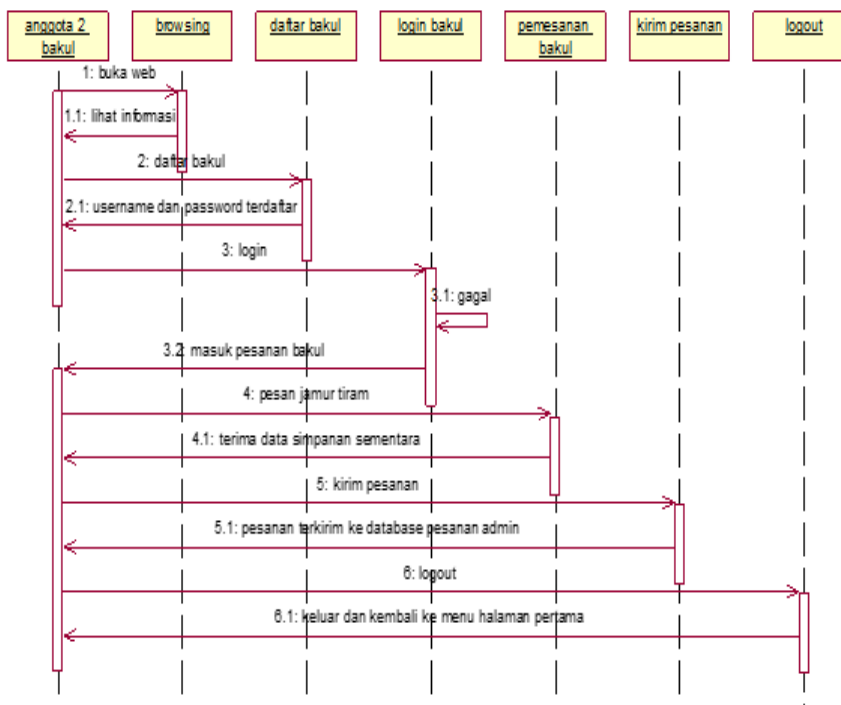 anggota 2
bakul
browsing
daftar bakul
login bakul
pemesanan
bakul
kirim pesanan
logout
1: buka web
1.1: lihat informasi
2: daftar bakul
2.1: username dan password terdaftar
3: login
3.1: gagal
3.2: masuk pesanan bakul
4: pesan jamur tiram
4.1: terima data simpanan sementara
5: kirim pesanan
5.1: pesanan terkirim ke database pesanan admin
6: logout
6.1: keluar dan kembali ke menu halaman pertama